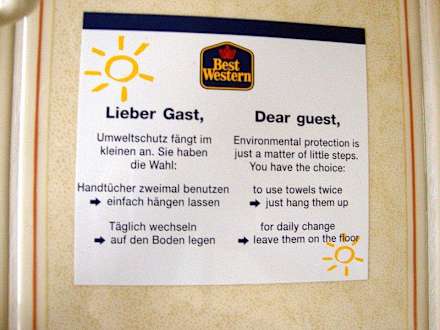 Best
Western
Lieber Gast,
Umweltschutz fängt im
kleinen an. Sie haben
die Wahl:
Handtücher zweimal benutzen
➡ einfach hängen lassen
Täglich wechseln
➡ auf den Boden legen
Dear guest,
Environmental protection is
just a matter of little steps.
You have the choice:
to use towels twice
➡ just hang them up
for daily change
➡ leave them on the floor